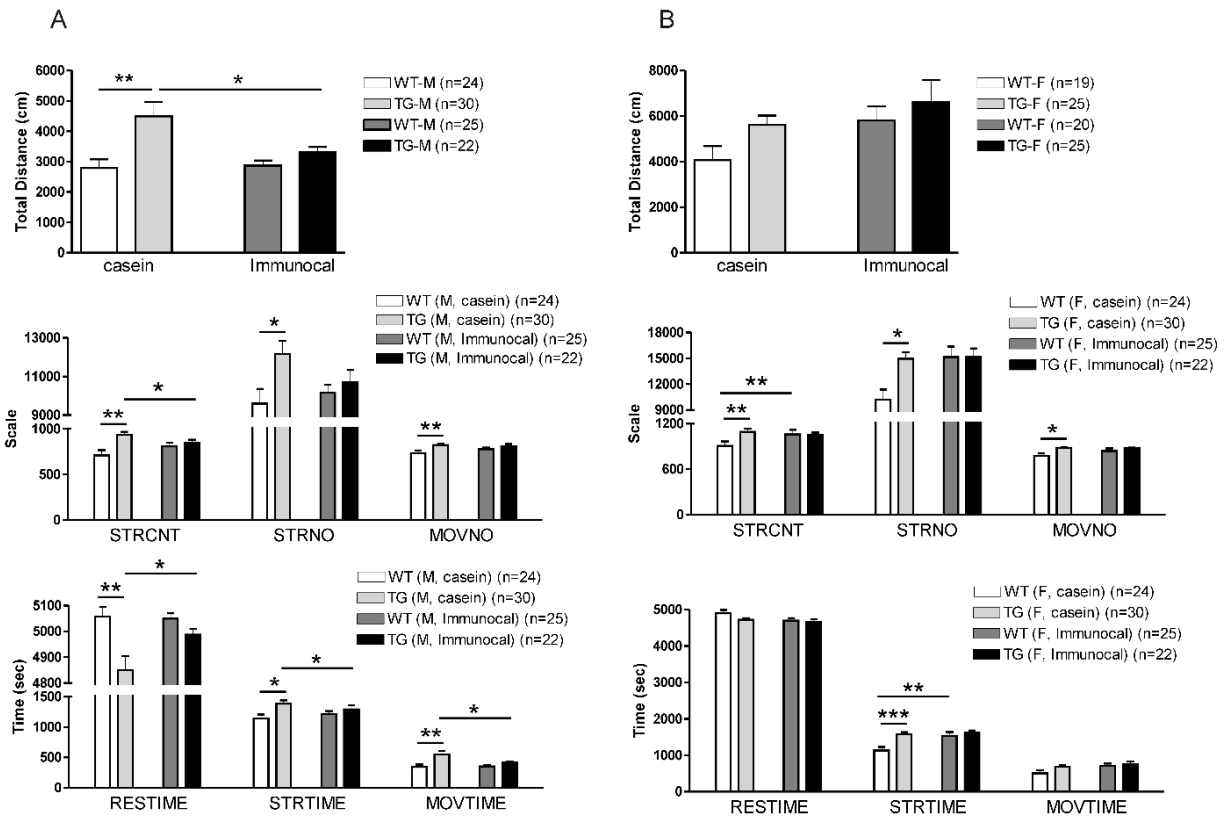 A
B
6000
5000
4000
3000
2000
1000
0
Total Distance (cm)
**
*
WT-M (n=24)
TG-M (n=30)
WT-M (n=25)
TG-M (n=22)
casein
Immunocal
8000
6000
4000
2000
0
Total Distance (cm)
WT-F (n=19)
TG-F (n=25)
WT-F (n=20)
TG-F (n=25)
casein
Immunocal
WT (M, casein) (n=24)
TG (M, casein) (n=30)
WT (M, Immunocal) (n=25)
TG (M, Immunocal) (n=22)
13000
11000
9000
1000
500
0
Scale
**
*
*
**
STRCNT
STRNO
MOVNO
WT (F, casein) (n=24)
TG (F, casein) (n=30)
WT (F, Immunocal) (n=25)
TG (F, Immunocal) (n=22)
18000
15000
12000
9000
1200
600
0
Scale
**
**
*
*
STRCNT
STRNO
MOVNO
WT (M, casein) (n=24)
TG (M, casein) (n=30)
WT (M, Immunocal) (n=25)
TG (M, Immunocal) (n=22)
5100
5000
4900
4800
1500
1000
500
0
Time (sec)
**
*
*
*
**
*
RESTIME
STRTIME
MOVTIME
WT (F, casein) (n=24)
TG (F, casein) (n=30)
WT (F, Immunocal) (n=25)
TG (F, Immunocal) (n=22)
5000
4000
3000
2000
1000
0
Time (sec)
***
**
RESTIME
STRTIME
MOVTIME